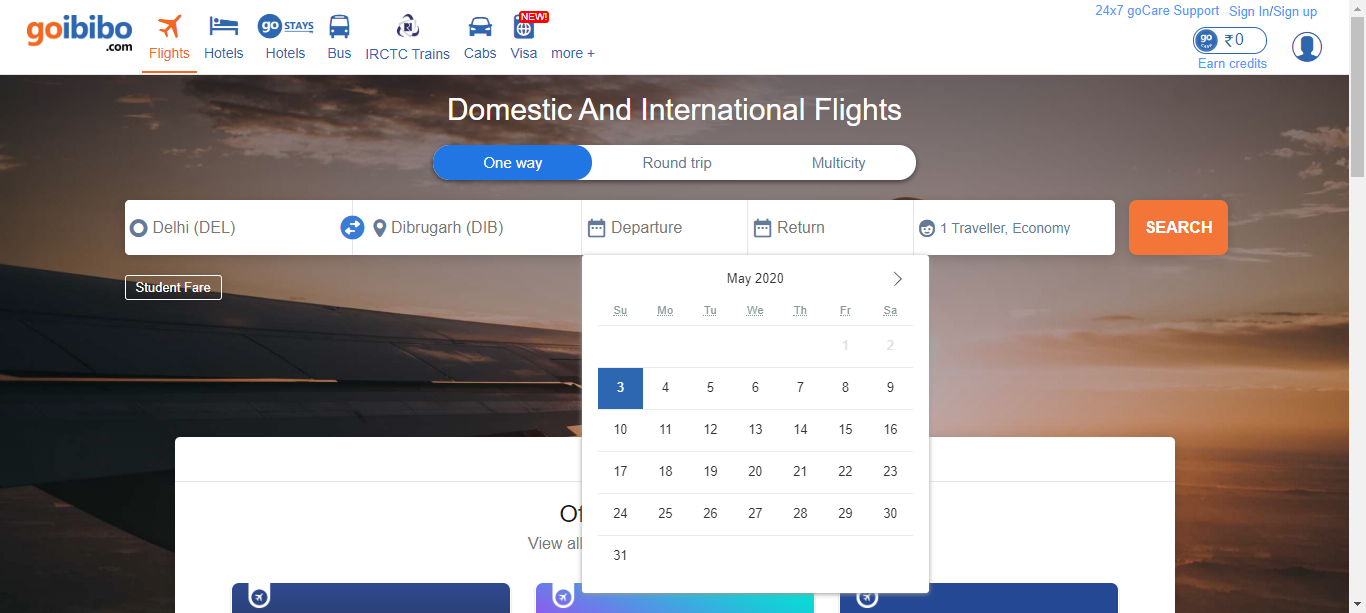 goibibo
.com
Flights
Hotels
go STAYS
Hotels
Bus
IRCTC Trains
Cabs
NEW!
Visa
more +
24x7 goCare Support
Sign In/Sign up
go
₹0
Earn credits
Domestic And International Flights
One way
Round trip
Multicity
Delhi (DEL)
Dibrugarh (DIB)
Departure
Return
1 Traveller, Economy
SEARCH
Student Fare
May 2020
Su Mo Tu We Th Fr Sa
1 2
3 4 5 6 7 8 9
10 11 12 13 14 15 16
17 18 19 20 21 22 23
24 25 26 27 28 29 30
31
View all